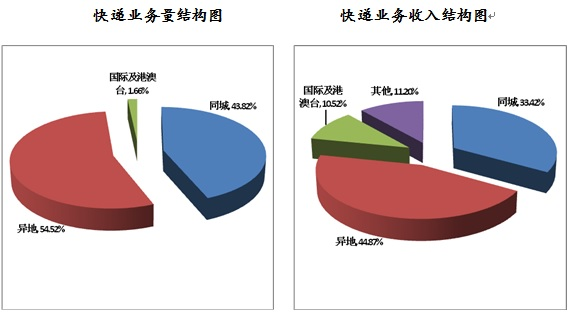 快递业务量结构图
国际及港澳
台, 1.66%
同城, 43.82%
异地, 54.52%
快递业务收入结构图
国际及港
澳台, 10.52%
其他, 11.20%
同城, 33.42%
异地, 44.87%